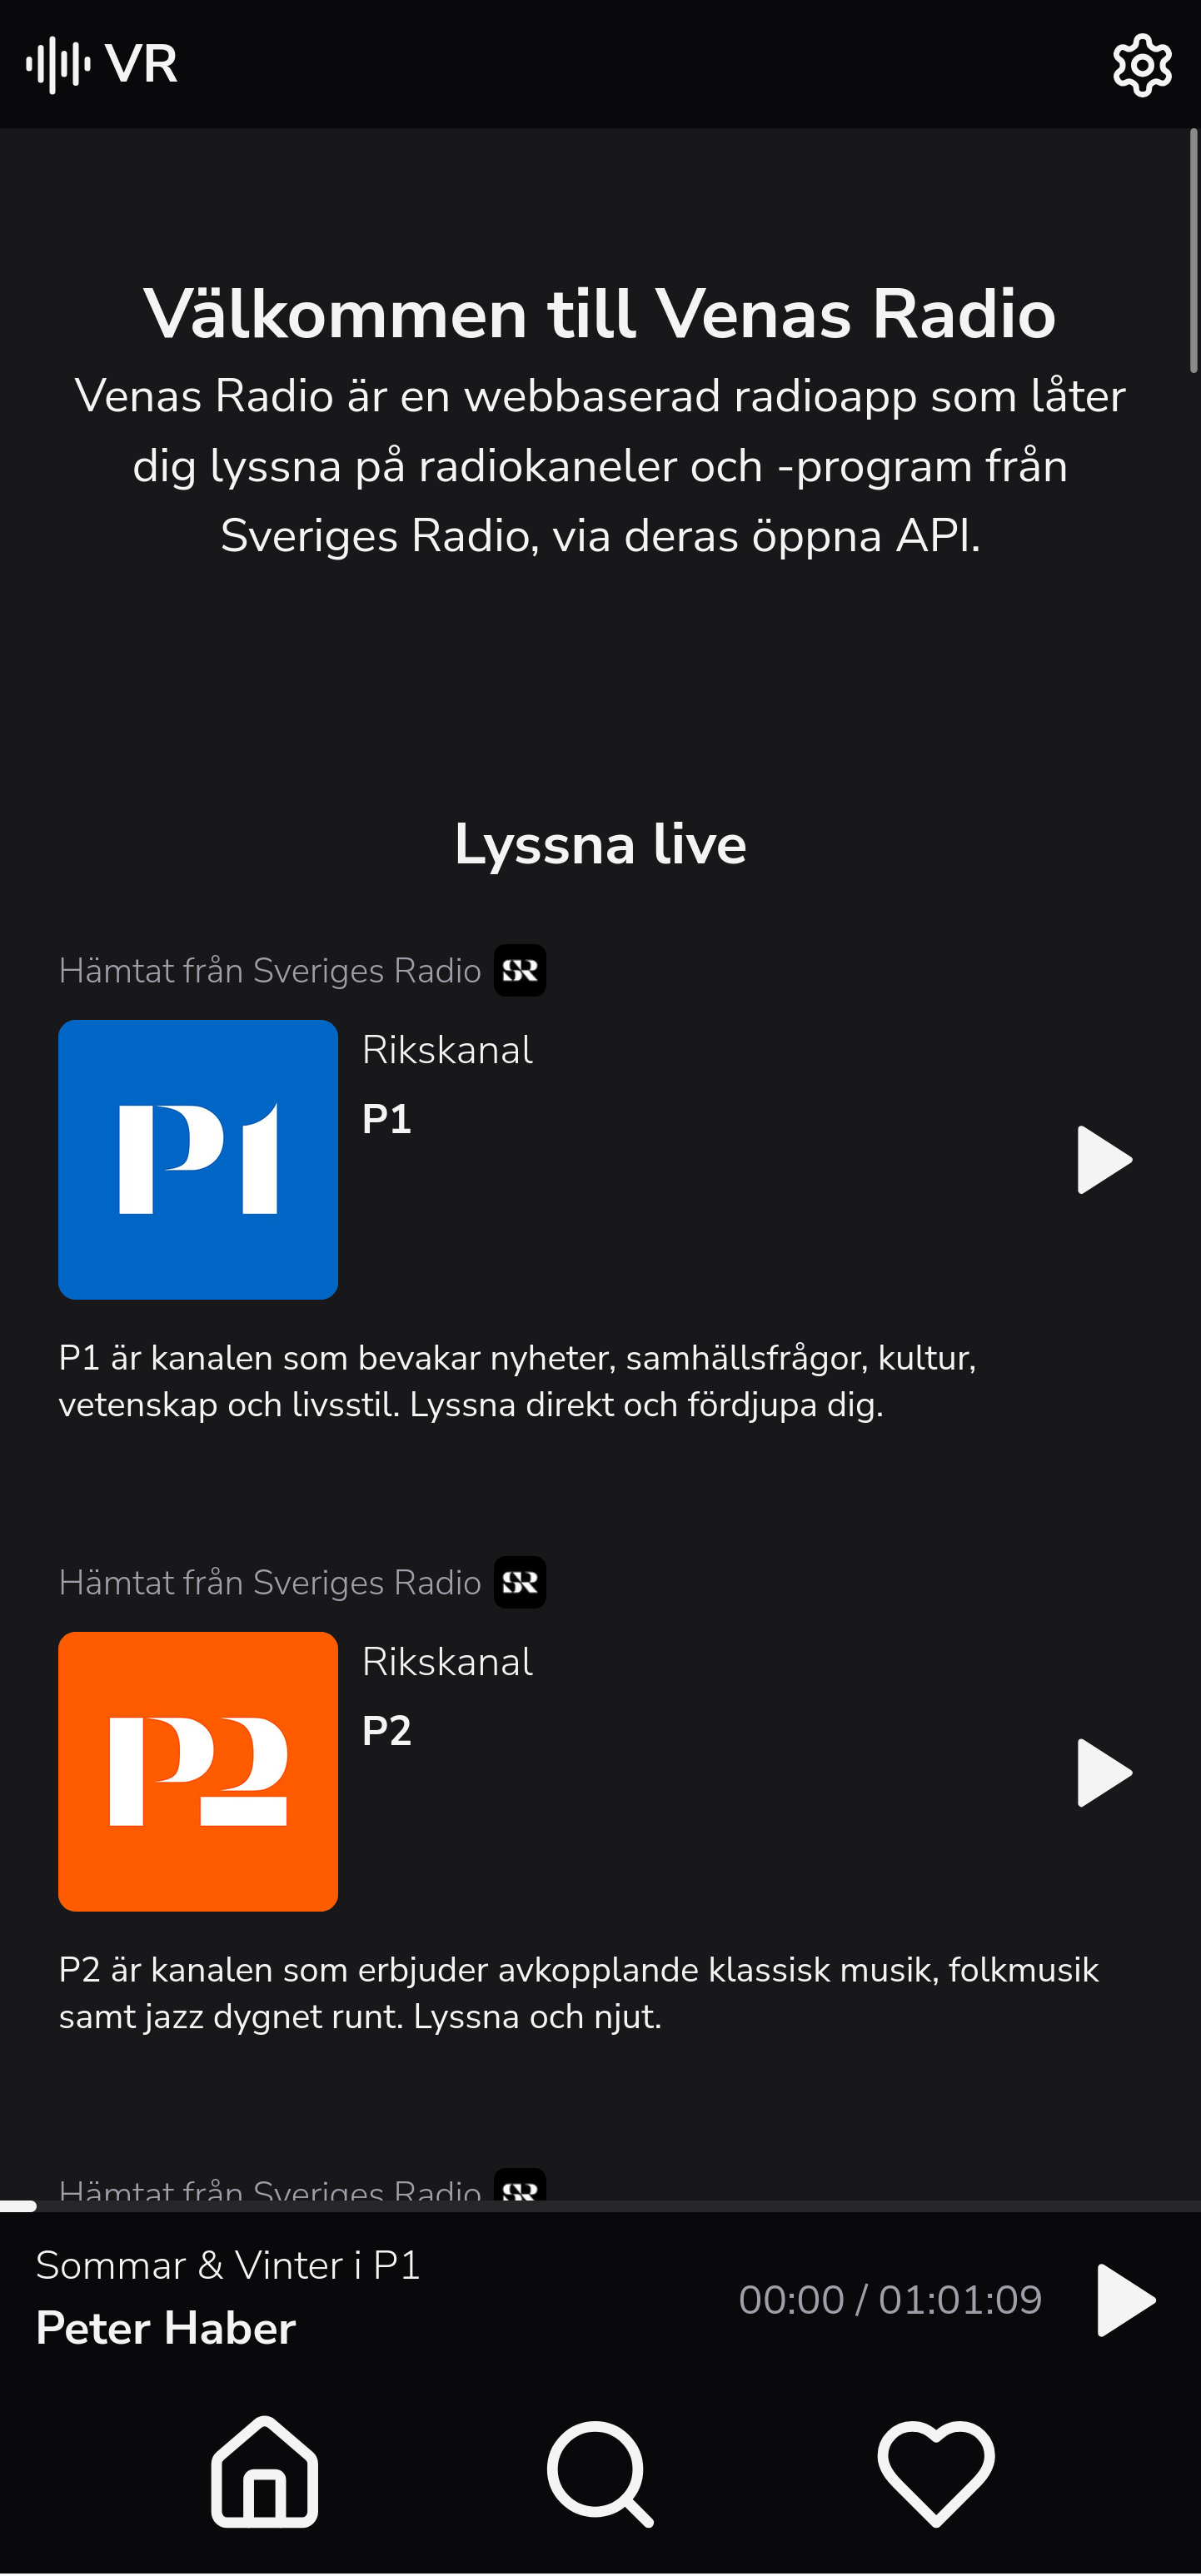 VR
Välkommen till Venas Radio
Venas Radio är en webbaserad radioapp som låter
dig lyssna på radiokaneler och -program från
Sveriges Radio, via deras öppna API.
Lyssna live
Hämtat från Sveriges Radio SR
P1
Rikskanal
P1
P1 är kanalen som bevakar nyheter, samhällsfrågor, kultur,
vetenskap och livsstil. Lyssna direkt och fördjupa dig.
Hämtat från Sveriges Radio SR
P2
Rikskanal
P2
P2 är kanalen som erbjuder avkopplande klassisk musik, folkmusik
samt jazz dygnet runt. Lyssna och njut.
Hämtat från Sveriges Radio SR
Sommar & Vinter i P1
Peter Haber
00:00 / 01:01:09